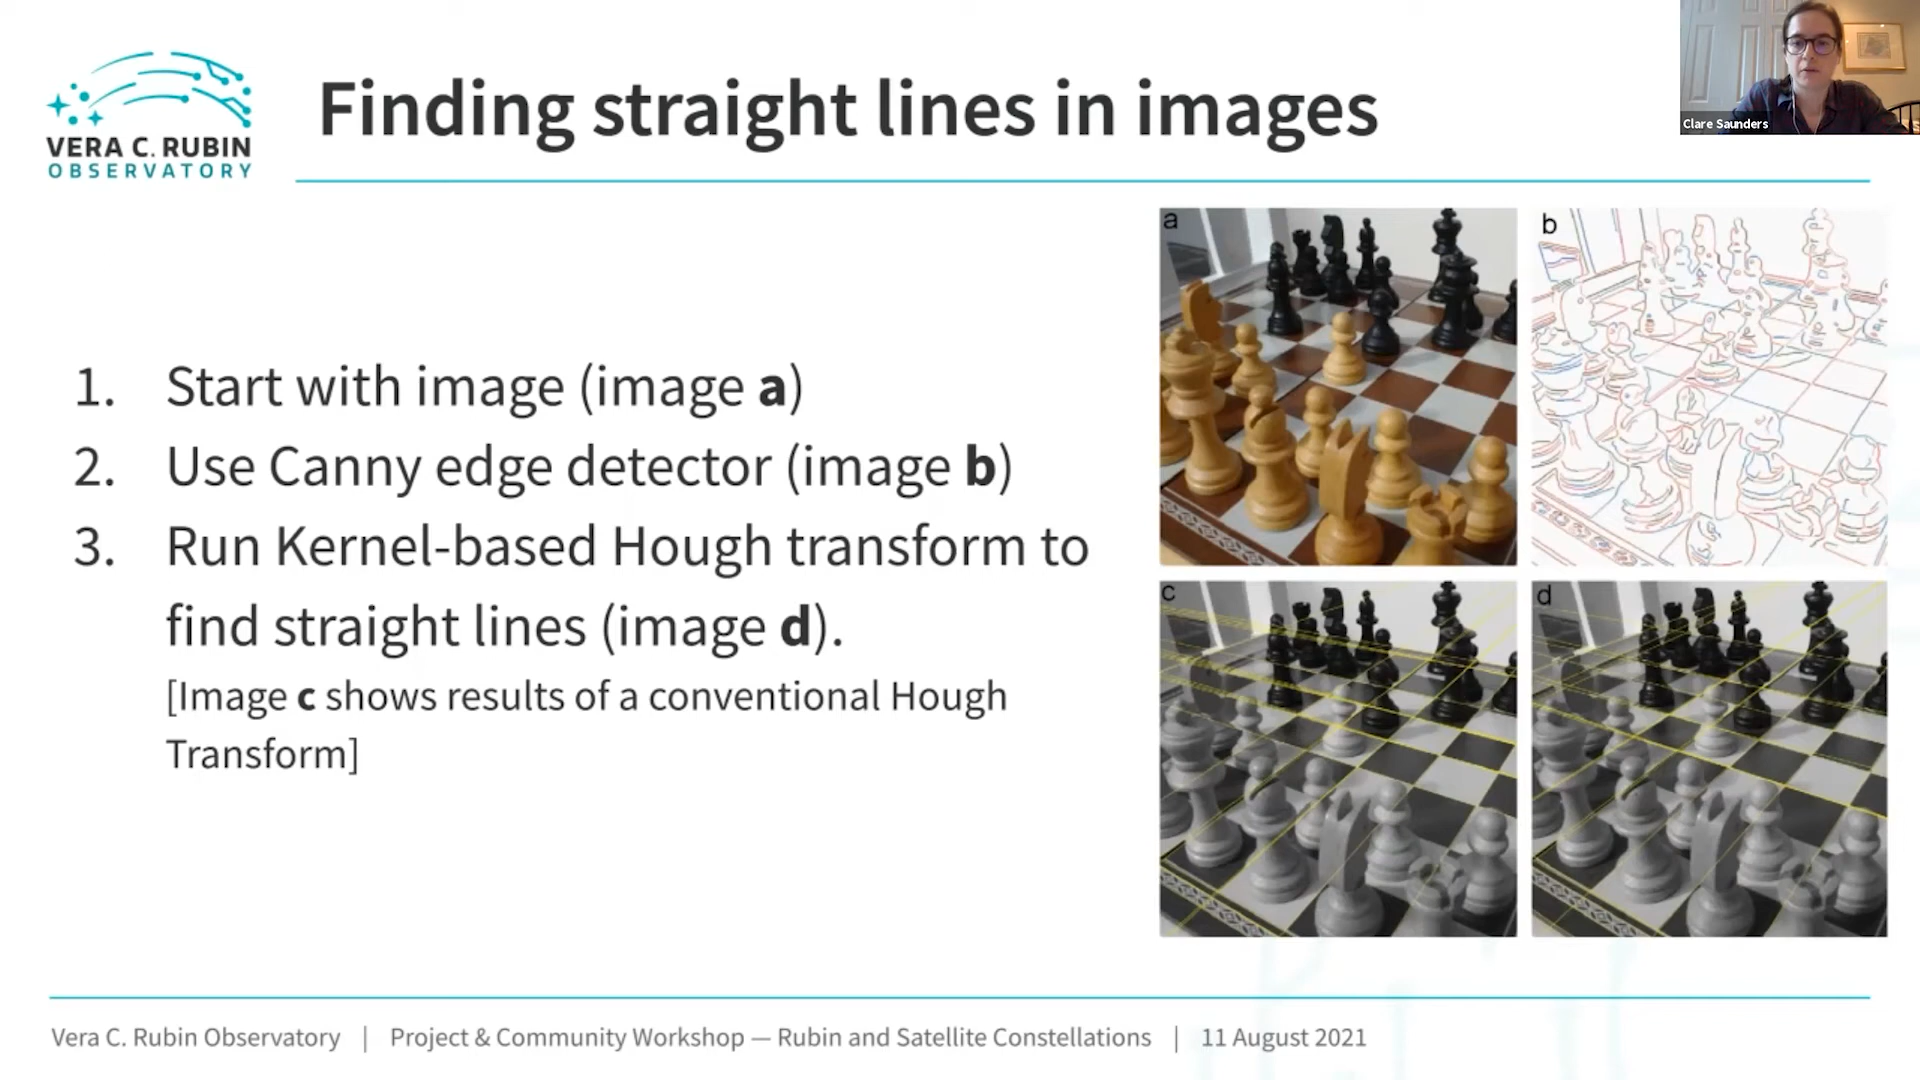 VERA C. RUBIN
OBSERVATORY
Finding straight lines in images
Clare Saunders
1. Start with image (image a)
2. Use Canny edge detector (image b)
3. Run Kernel-based Hough transform to
find straight lines (image d).
[Image c shows results of a conventional Hough
Transform]
a
b
c
d
Vera C. Rubin Observatory | Project & Community Workshop — Rubin and Satellite Constellations | 11 August 2021